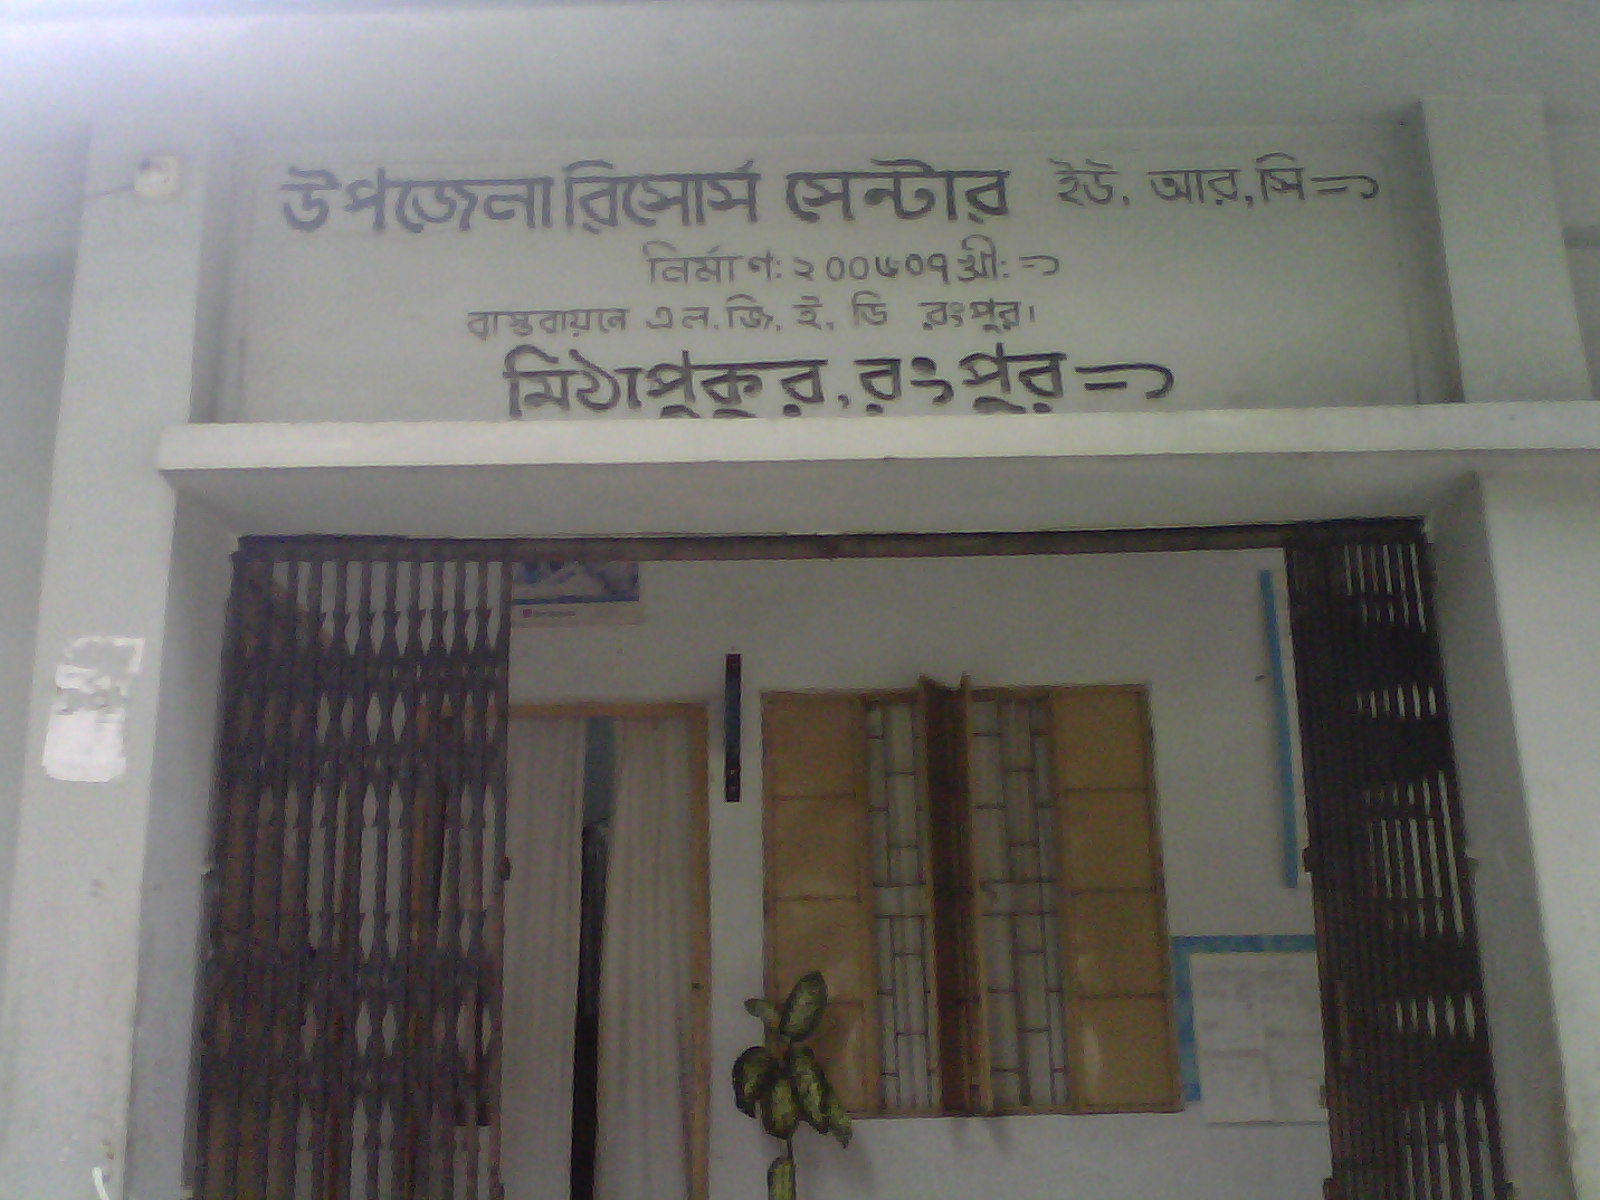 উপজেলা রিসোর্স সেন্টার ইউ. আর, সি =>
নির্মাণ: ২০০৬০৭ খ্রী: =>
বাস্তবায়নে এল. জি. ই. ডি রংপুর।
মিঠাপুকুর, রংপুর =>